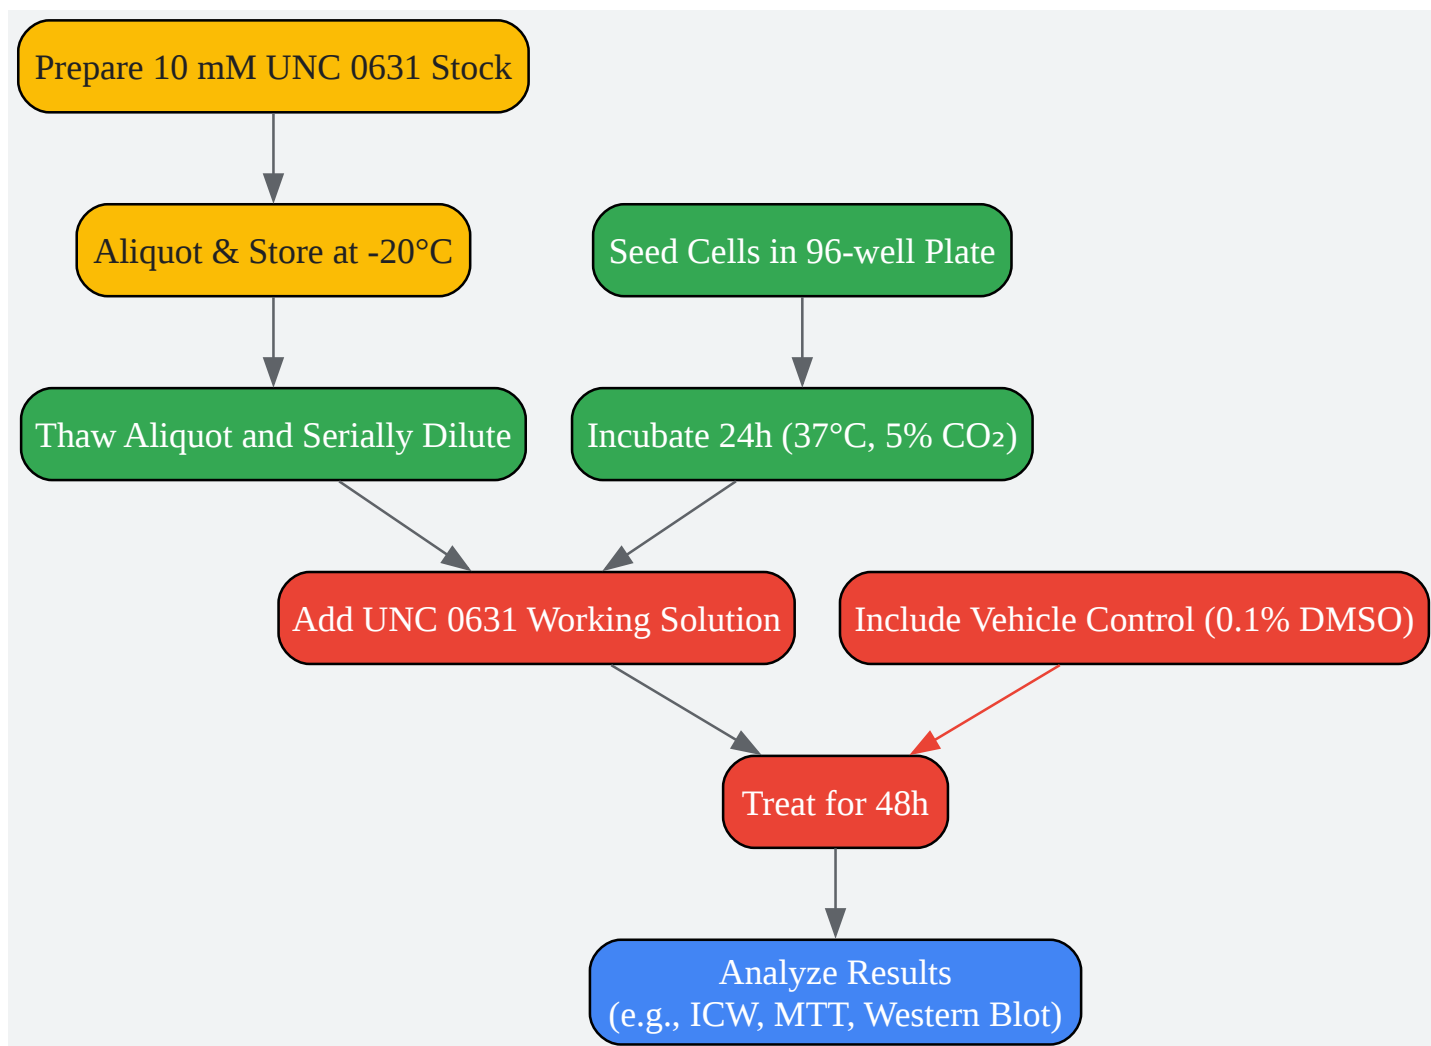 Prepare 10 mM UNC 0631 Stock
Aliquot & Store at -20°C
Seed Cells in 96-well Plate
Thaw Aliquot and Serially Dilute
Incubate 24h (37°C, 5% CO₂)
Add UNC 0631 Working Solution
Include Vehicle Control (0.1% DMSO)
Treat for 48h
Analyze Results
(e.g., ICW, MTT, Western Blot)